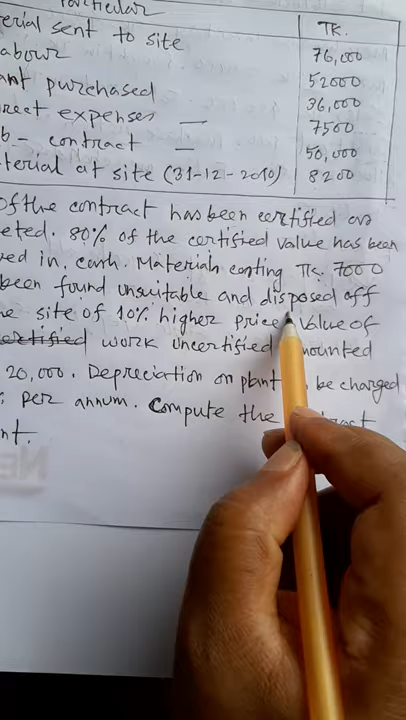 Particular
TK.
erial sent to site 76,000
abour 52000
ant purchased 36,000
rect expenses — 7500
b - contract — 50,000
terial at site (31-12-2010) 8200
of the contract has been certified as
eted. 80% of the certified value has been
ved in cash. Materials costing TK. 7000
been found unsuitable and disposed off
e site of 10% higher price value of
certified work uncertified mounted
20,000. Depreciation on plant be charged
per annum. Compute the
nt.